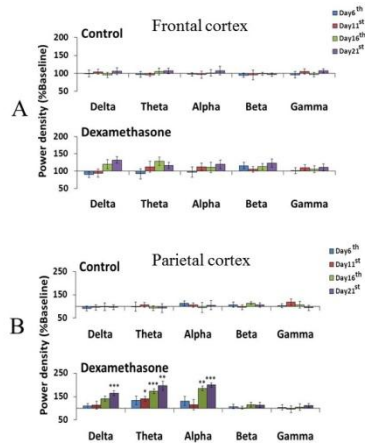 Frontal cortex
A
Control
Day6th
Day11st
Day16th
Day21st
Power density (%Baseline)
200
150
100
50
Delta Theta Alpha Beta Gamma
Dexamethasone
200
150
100
50
Delta Theta Alpha Beta Gamma
Parietal cortex
B
Control
Day6th
Day11st
Day16th
Day21st
Power density (%Baseline)
250
150
50
Delta Theta Alpha Beta Gamma
Dexamethasone
250
150
50
*** * *** ** ** ***
Delta Theta Alpha Beta Gamma